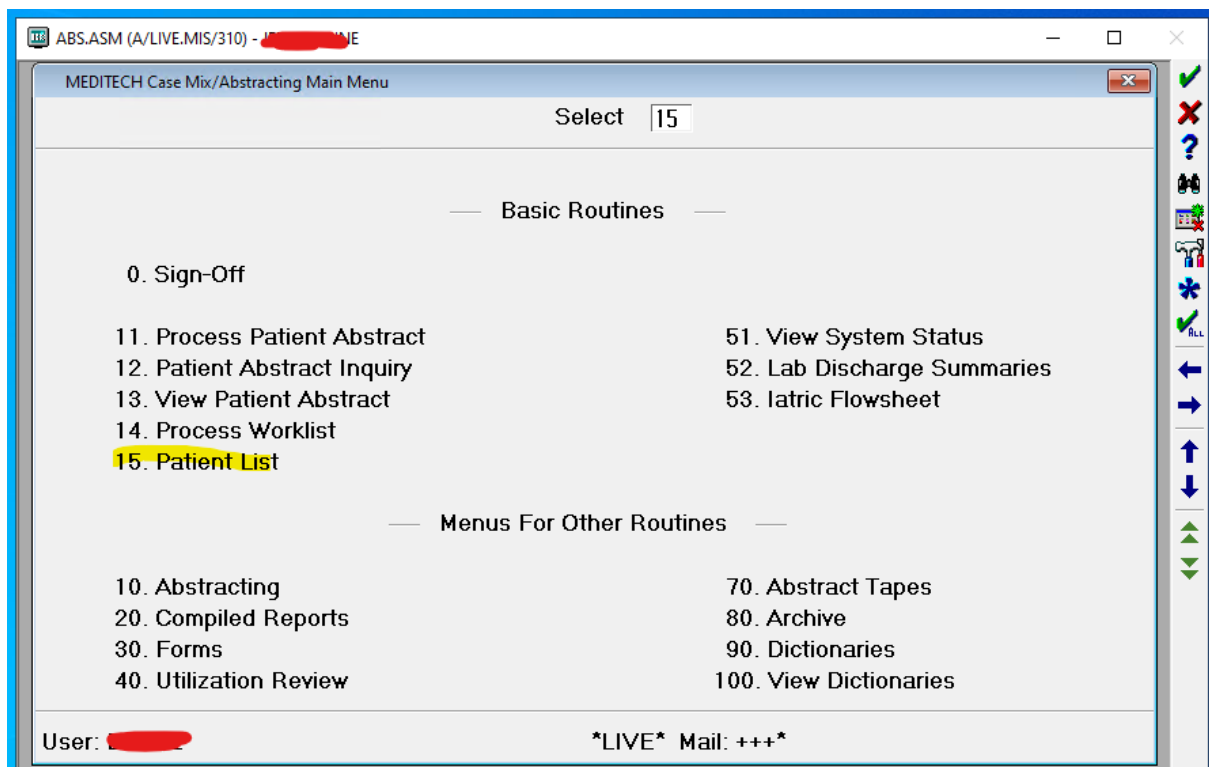 ABS.ASM (A/LIVE.MIS/310) -
MEDITECH Case Mix/Abstracting Main Menu
Select 15
Basic Routines
0. Sign-Off
11. Process Patient Abstract
12. Patient Abstract Inquiry
13. View Patient Abstract
14. Process Worklist
15. Patient List
51. View System Status
52. Lab Discharge Summaries
53. Iatric Flowsheet
Menus For Other Routines
10. Abstracting
20. Compiled Reports
30. Forms
40. Utilization Review
70. Abstract Tapes
80. Archive
90. Dictionaries
100. View Dictionaries
User:
*LIVE* Mail: +++*
ALL